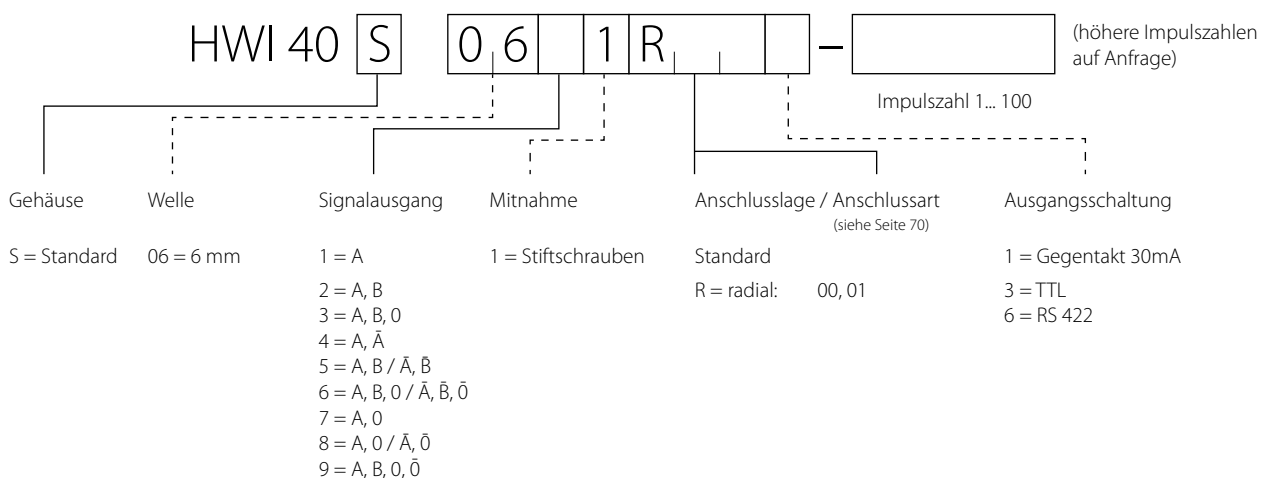 HWI 40 S 0 6 1 R – (höhere Impulszahlen
auf Anfrage)
Impulszahl 1... 100
Gehäuse Welle Signalausgang Mitnahme Anschlusslage / Anschlussart Ausgangsschaltung
(siehe Seite 70)
S = Standard 06 = 6 mm 1 = A 1 = Stiftschrauben Standard 1 = Gegentakt 30mA
2 = A, B R = radial: 00, 01 3 = TTL
3 = A, B, 0 6 = RS 422
4 = A, Ā
5 = A, B / Ā, B̄
6 = A, B, 0 / Ā, B̄, 0̄
7 = A, 0
8 = A, 0 / Ā, 0̄
9 = A, B, 0, 0̄